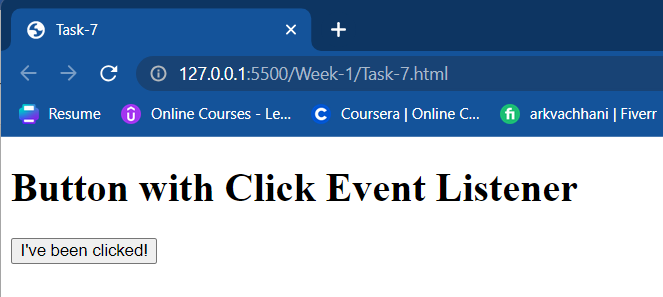 Task-7
127.0.0.1:5500/Week-1/Task-7.html
Resume Online Courses - Le... Coursera | Online C... arkvachhani | Fiverr
Button with Click Event Listener
I've been clicked!